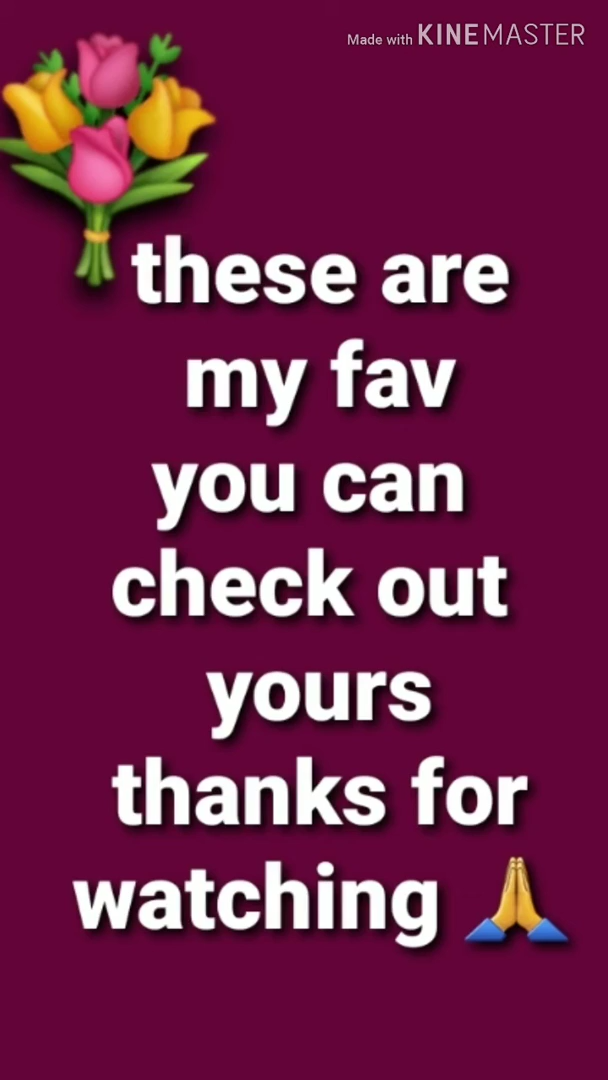 Made with KINEMASTER
these are
my fav
you can
check out
yours
thanks for
watching 🙏